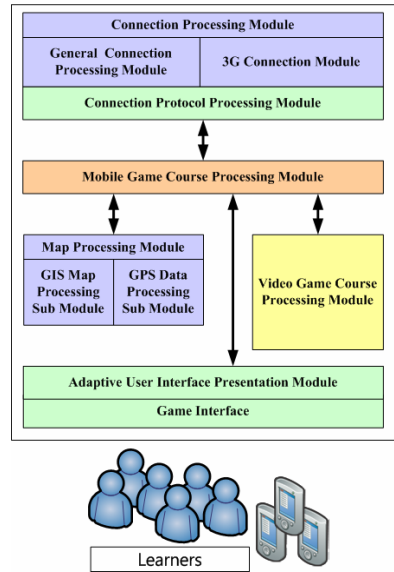 Connection Processing Module
General Connection
Processing Module
3G Connection Module
Connection Protocol Processing Module
Mobile Game Course Processing Module
Map Processing Module
GIS Map
Processing
Sub Module
GPS Data
Processing
Sub Module
Video Game Course
Processing Module
Adaptive User Interface Presentation Module
Game Interface
Learners